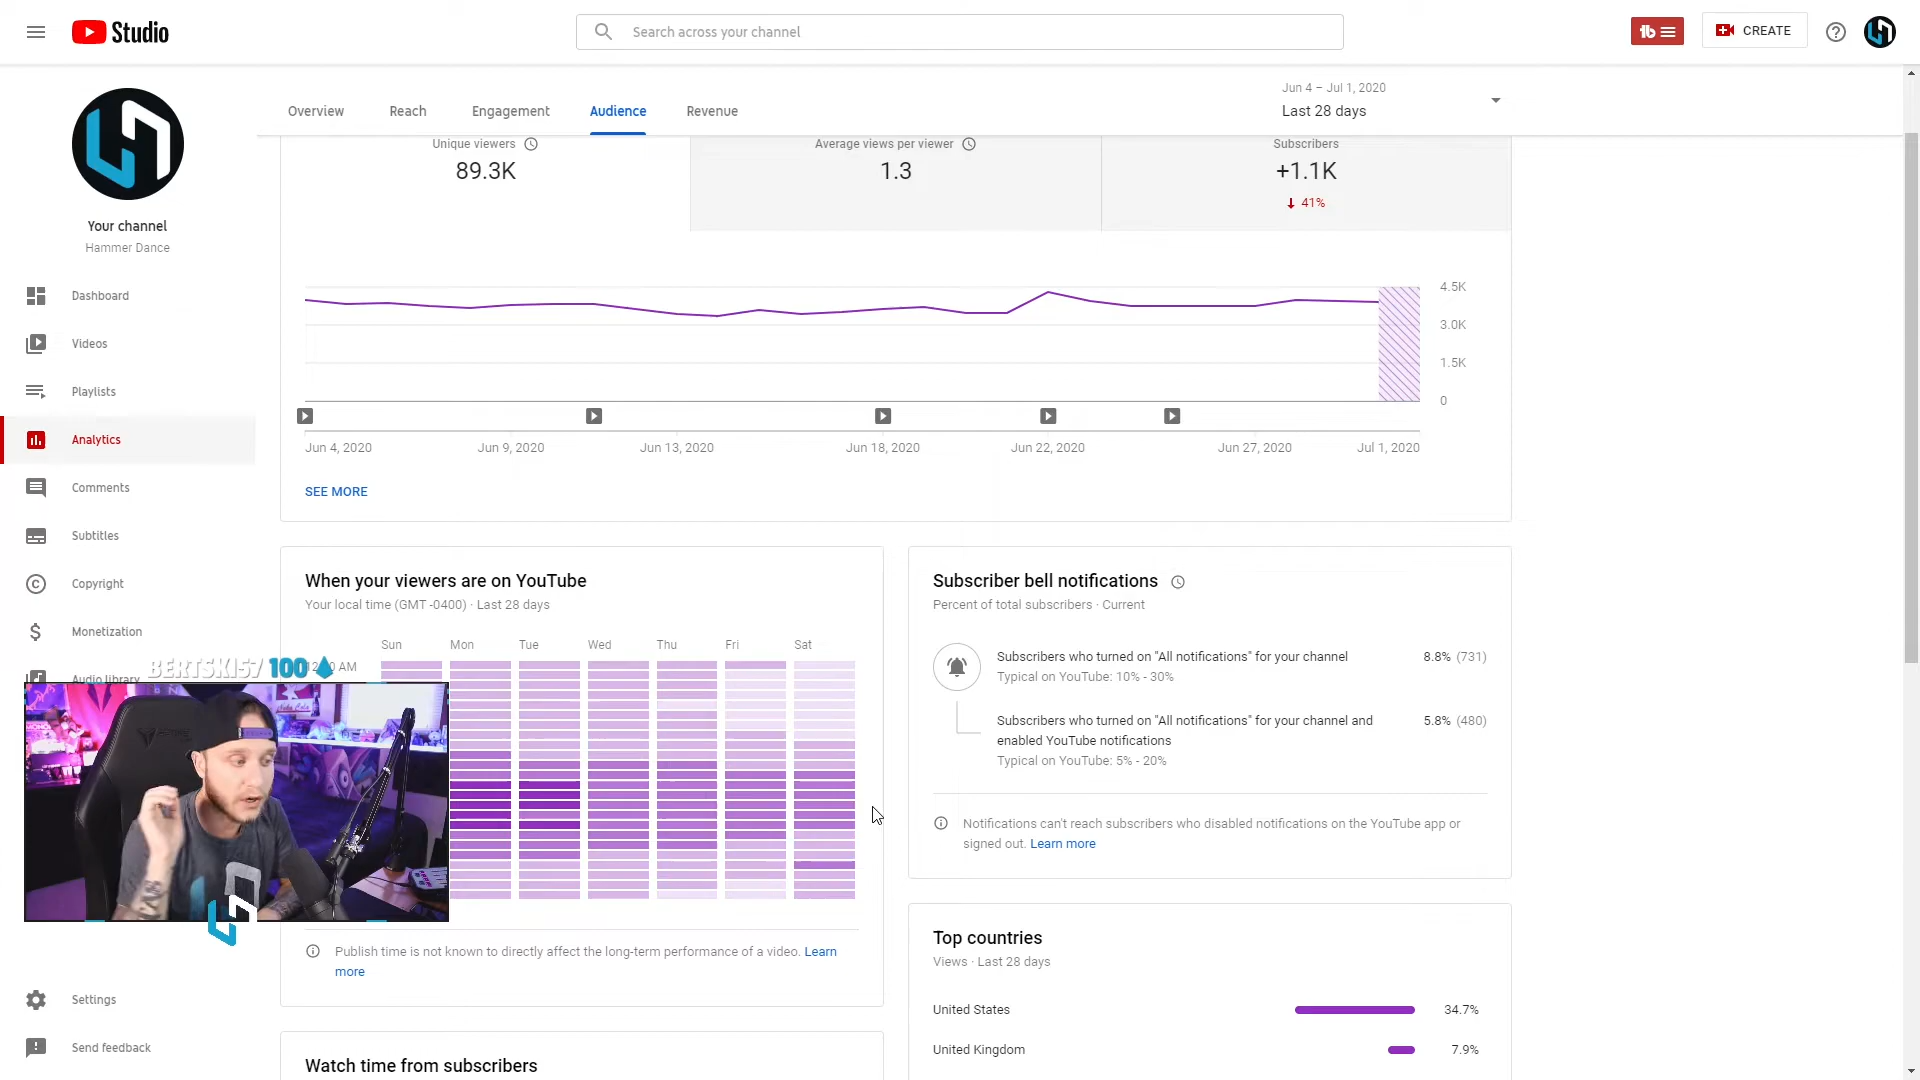 Studio
Search across your channel
CREATE
Overview
Reach
Engagement
Audience
Revenue
Jun 4 – Jul 1, 2020
Last 28 days
Unique viewers
89.3K
Average views per viewer
1.3
Subscribers
+1.1K
41%
Your channel
Hammer Dance
Dashboard
Videos
Playlists
Analytics
Comments
Subtitles
Copyright
Monetization
Audio library
Settings
Send feedback
4.5K
3.0K
1.5K
0
Jun 4, 2020
Jun 9, 2020
Jun 13, 2020
Jun 18, 2020
Jun 22, 2020
Jun 27, 2020
Jul 1, 2020
SEE MORE
When your viewers are on YouTube
Your local time (GMT -0400) · Last 28 days
Sun Mon Tue Wed Thu Fri Sat
AM
BERTSKI57 100
Publish time is not known to directly affect the long-term performance of a video. Learn
more
Watch time from subscribers
Subscriber bell notifications
Percent of total subscribers · Current
Subscribers who turned on "All notifications" for your channel
8.8% (731)
Typical on YouTube: 10% - 30%
Subscribers who turned on "All notifications" for your channel and
enabled YouTube notifications
5.8% (480)
Typical on YouTube: 5% - 20%
Notifications can't reach subscribers who disabled notifications on the YouTube app or
signed out. Learn more
Top countries
Views · Last 28 days
United States
34.7%
United Kingdom
7.9%